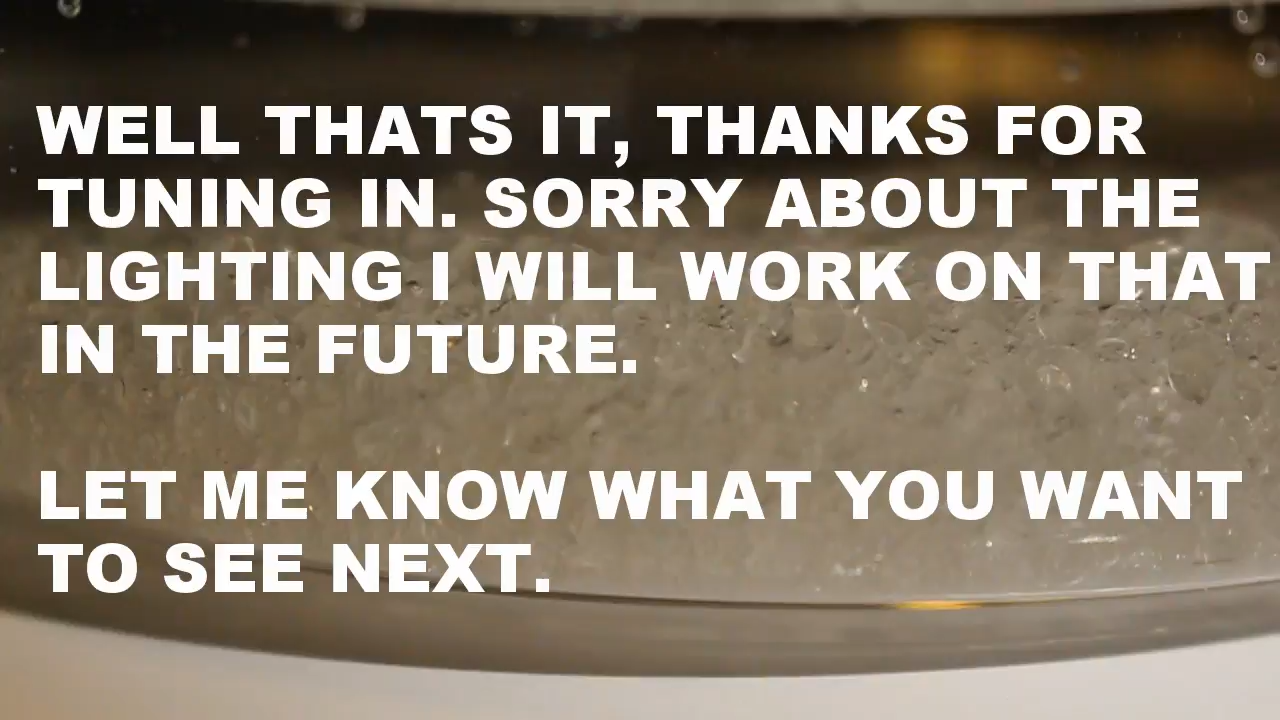 WELL THATS IT, THANKS FOR
TUNING IN. SORRY ABOUT THE
LIGHTING I WILL WORK ON THAT
IN THE FUTURE.
LET ME KNOW WHAT YOU WANT
TO SEE NEXT.